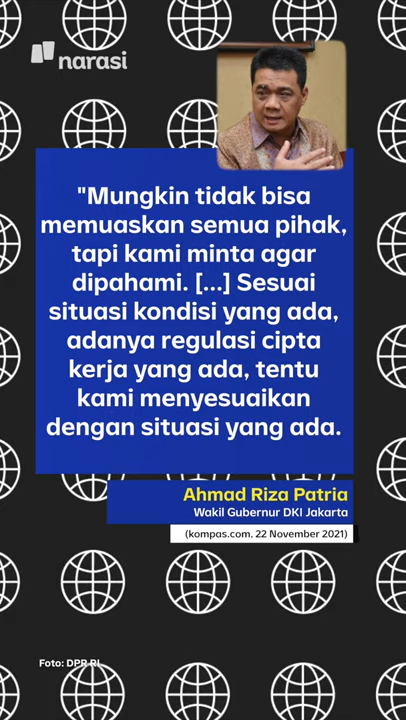 narasi
"Mungkin tidak bisa
memuaskan semua pihak,
tapi kami minta agar
dipahami. [...] Sesuai
situasi kondisi yang ada,
adanya regulasi cipta
kerja yang ada, tentu
kami menyesuaikan
dengan situasi yang ada.
Ahmad Riza Patria
Wakil Gubernur DKI Jakarta
(kompas.com, 22 November 2021)
Foto: DPR RI